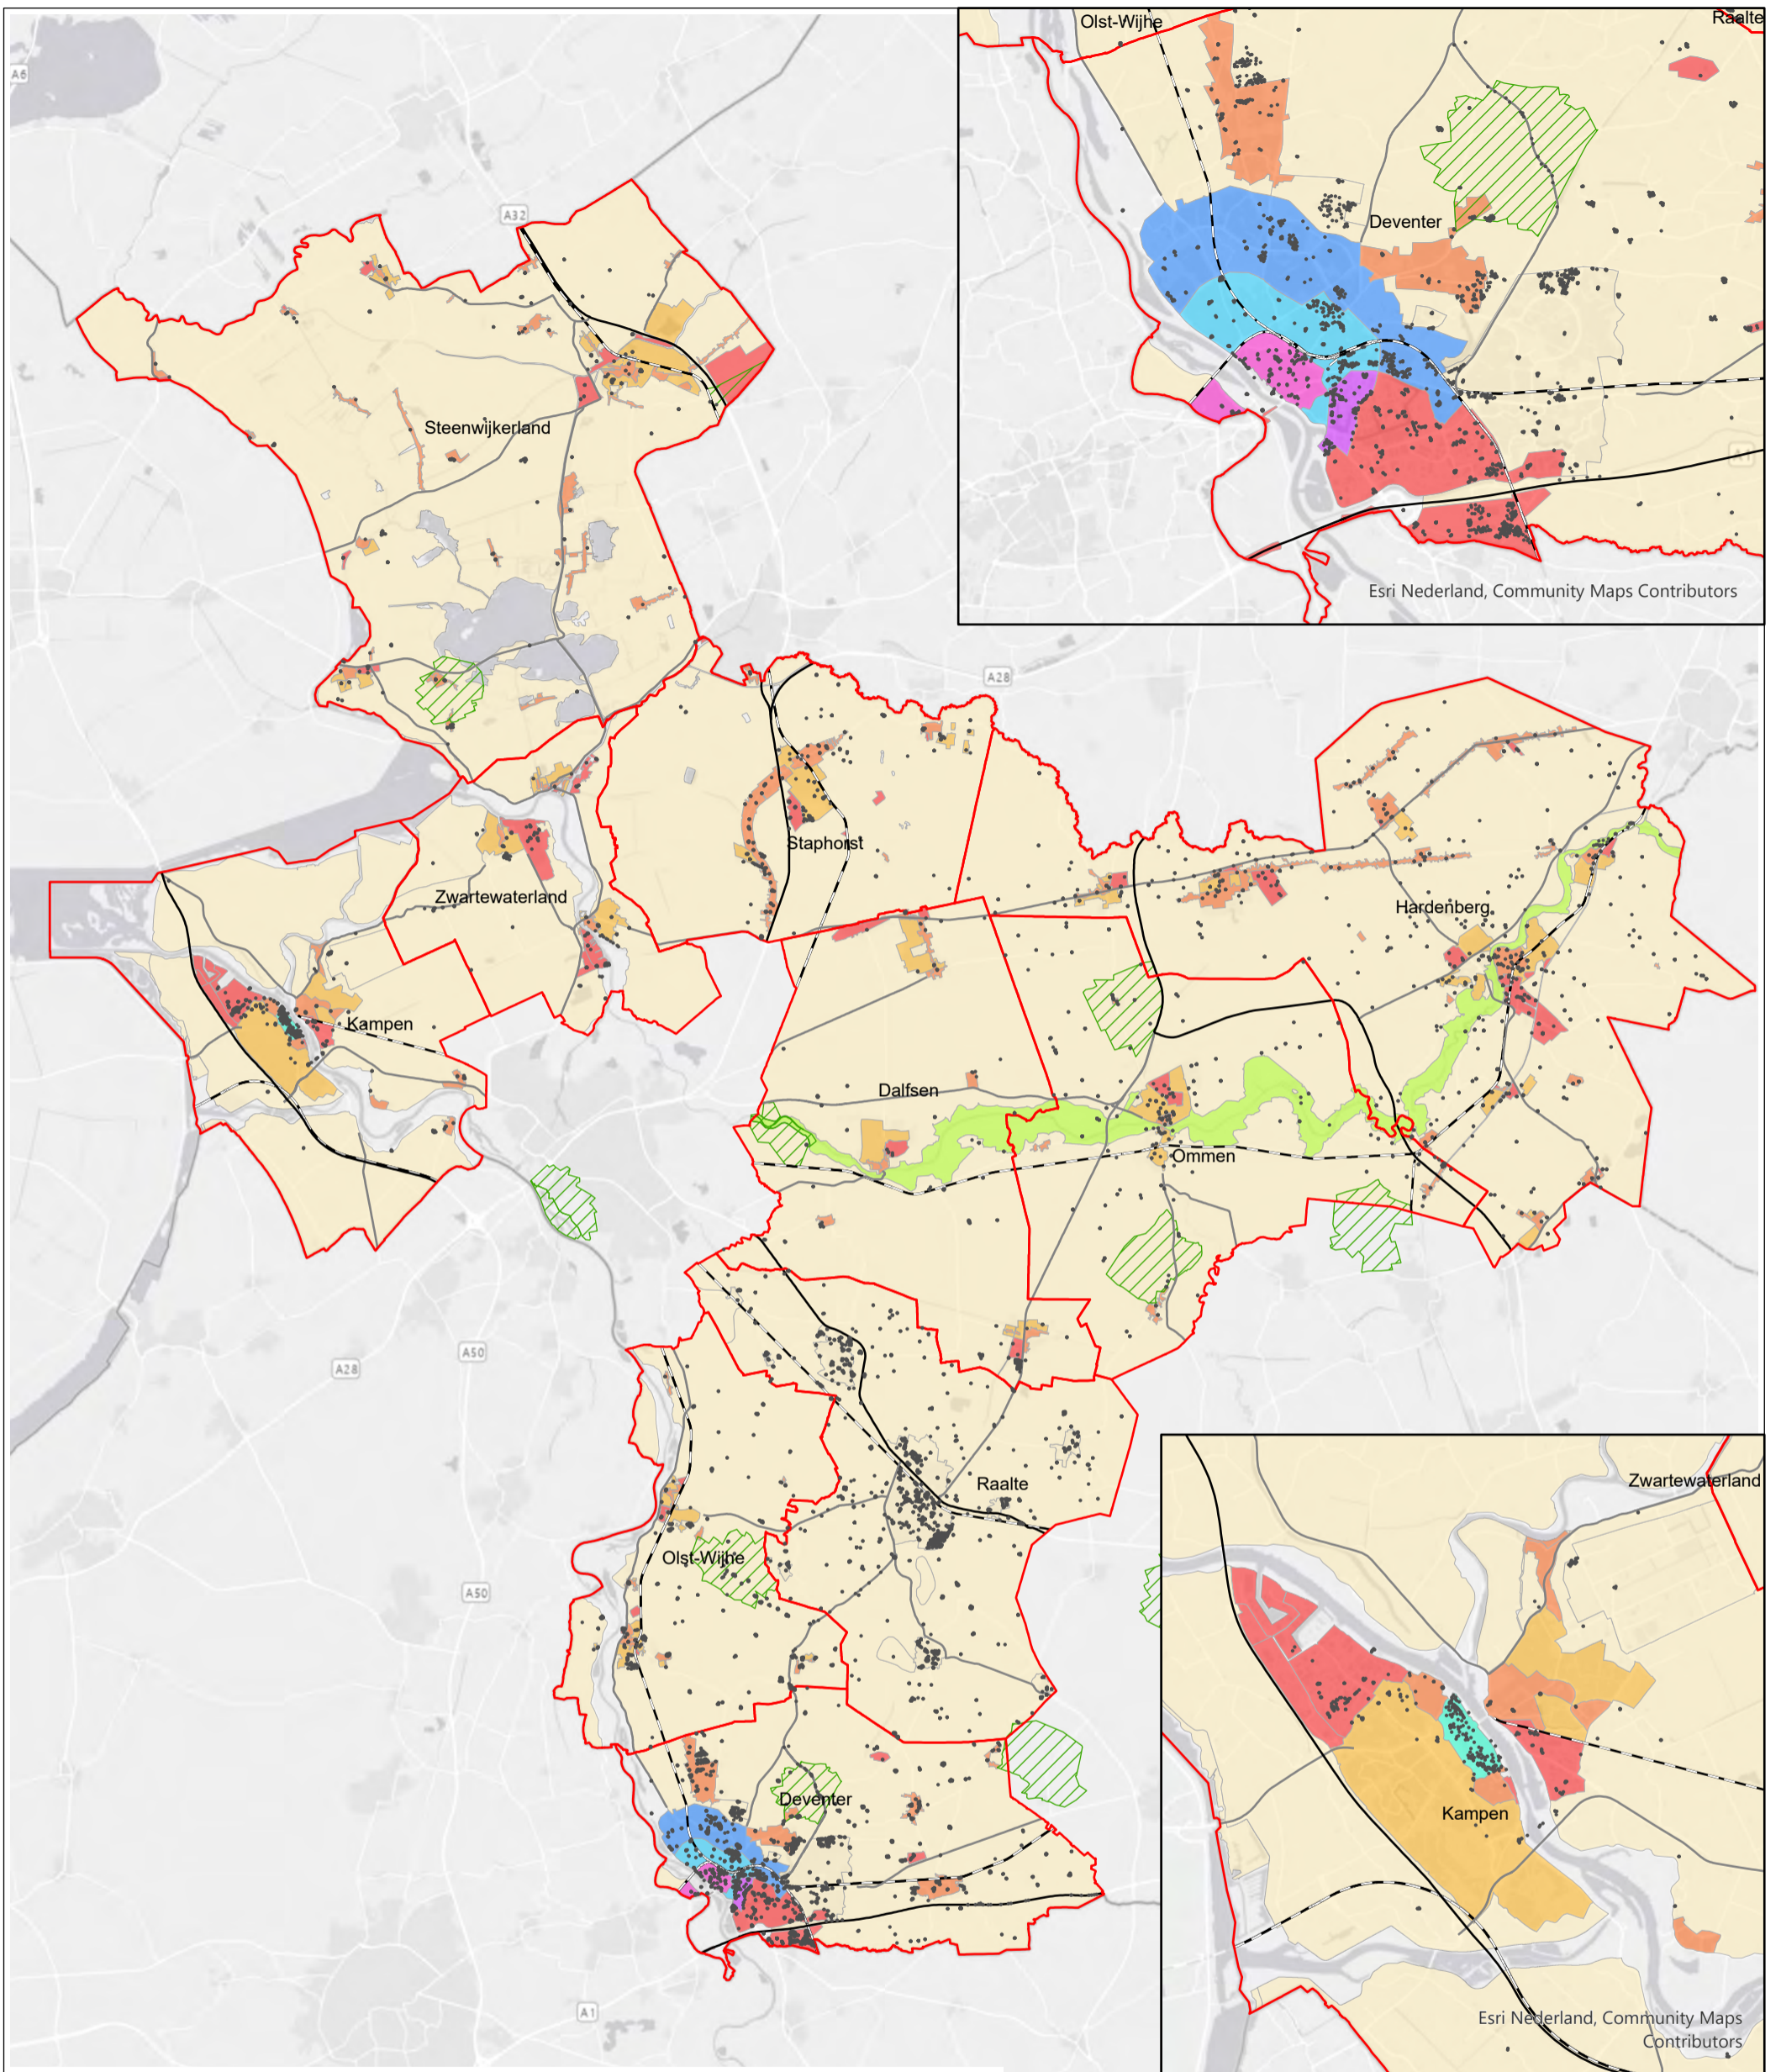 Olst-Wijhe
Raalte
A6
A32
Deventer
Steenwijkerland
A1
Esri Nederland, Community Maps Contributors
A28
Staphorst
Zwartewaterland
Hardenberg
Kampen
Dalfsen
Ommen
A50
A28
Raalte
Zwartewaterland
Olst-Wijhe
A50
Deventer
Kampen
A1
Esri Nederland, Community Maps
Contributors